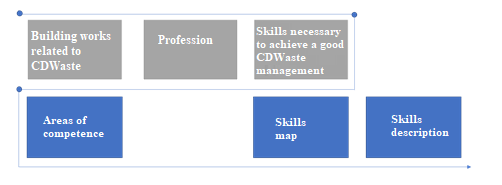 Building works
related to
CDWaste
Profession
Skills necessary
to achieve a good
CDWaste
management
Areas of
competence
Skills
map
Skills
description